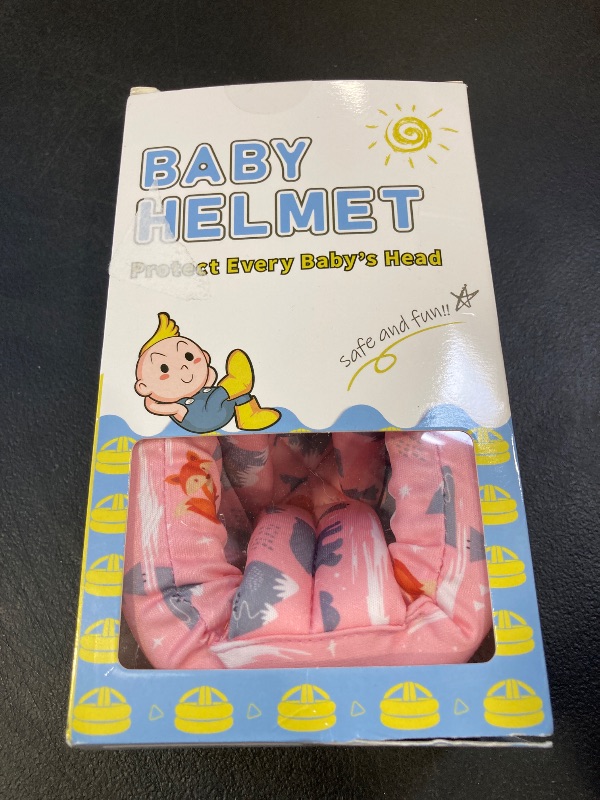 BABY
HELMET
Protect Every Baby's Head
safe and fun!!